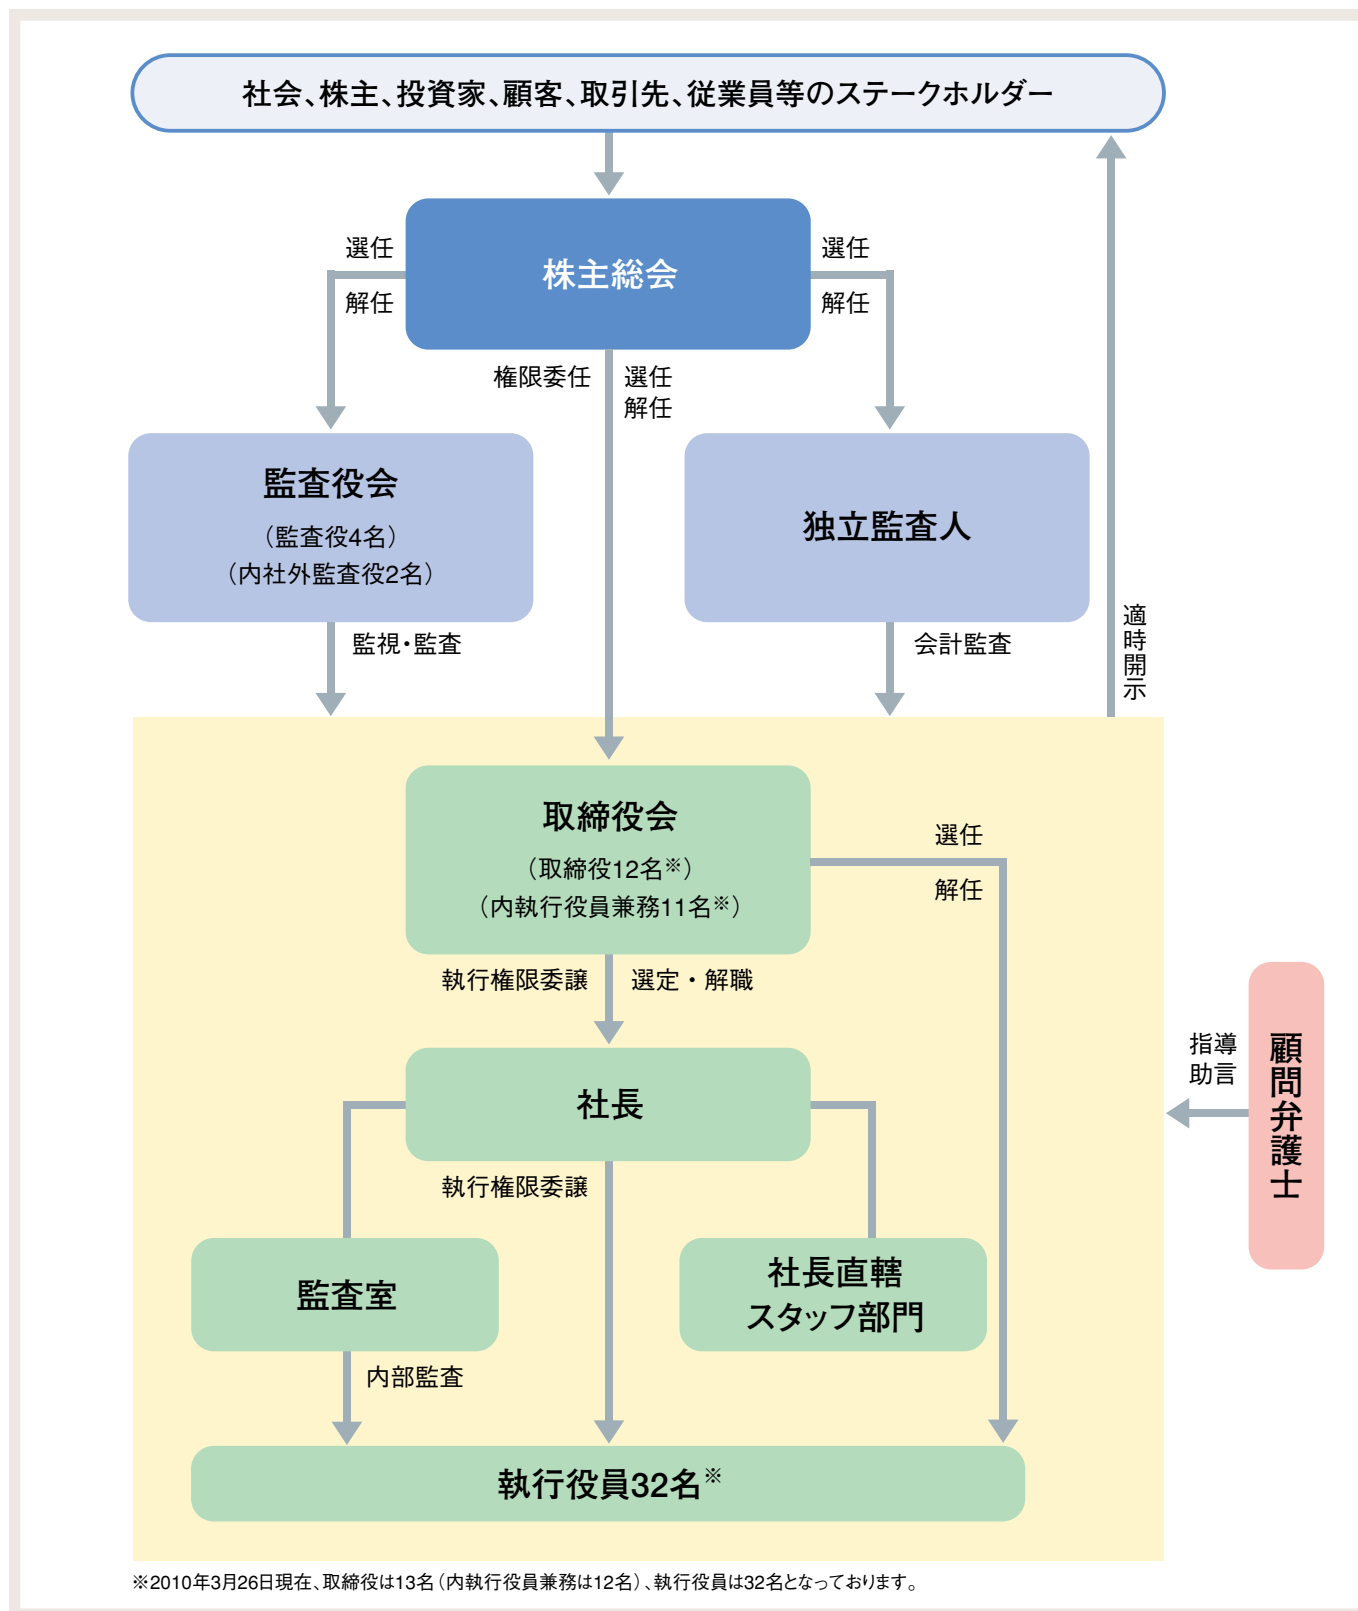 社会、株主、投資家、顧客、取引先、従業員等のステークホルダー
株主総会
選任
解任
選任
解任
権限委任
選任
解任
監査役会
（監査役4名）
（内社外監査役2名）
独立監査人
監視・監査
会計監査
適時開示
取締役会
（取締役12名※）
（内執行役員兼務11名※）
選任
解任
執行権限委譲
選定・解職
社長
指導
助言
顧問弁護士
執行権限委譲
監査室
社長直轄
スタッフ部門
内部監査
執行役員32名※
※2010年3月26日現在、取締役は13名（内執行役員兼務は12名）、執行役員は32名となっております。